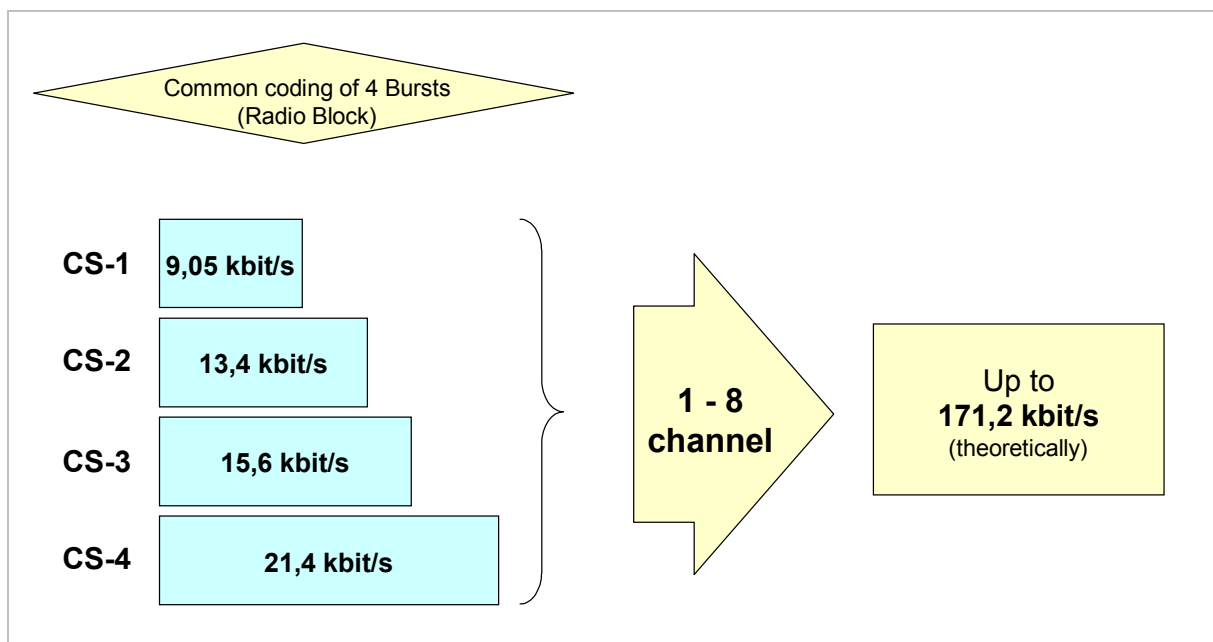 Common coding of 4 Bursts
(Radio Block)
CS-1
9,05 kbit/s
CS-2
13,4 kbit/s
CS-3
15,6 kbit/s
CS-4
21,4 kbit/s
1 - 8
channel
Up to
171,2 kbit/s
(theoretically)